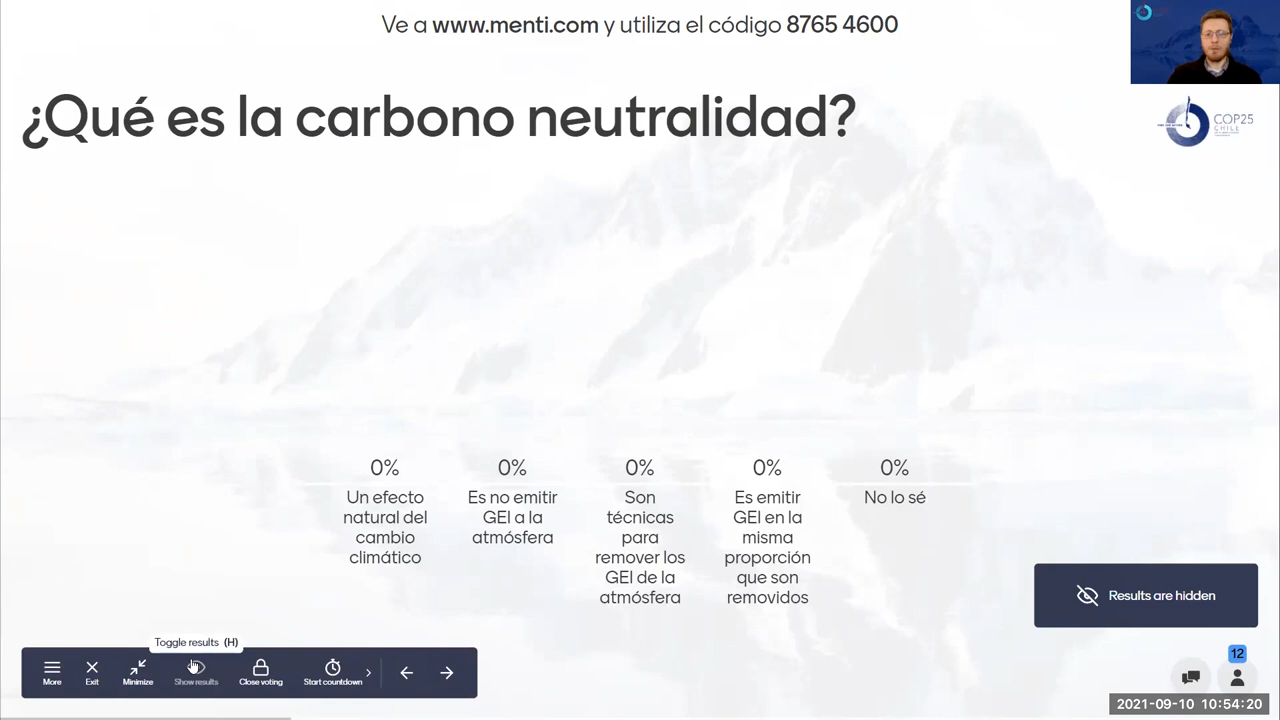 Ve a www.menti.com y utiliza el código 8765 4600
¿Qué es la carbono neutralidad?
COP25
CHILE
0%
Un efecto
natural del
cambio
climático
0%
Es no emitir
GEI a la
atmósfera
0%
Son
técnicas
para
remover los
GEI de la
atmósfera
0%
Es emitir
GEI en la
misma
proporción
que son
removidos
0%
No lo sé
Results are hidden
Toggle results (H)
More
Exit
Minimize
Show results
Close voting
Start countdown
12
2021-09-10 10:54:20